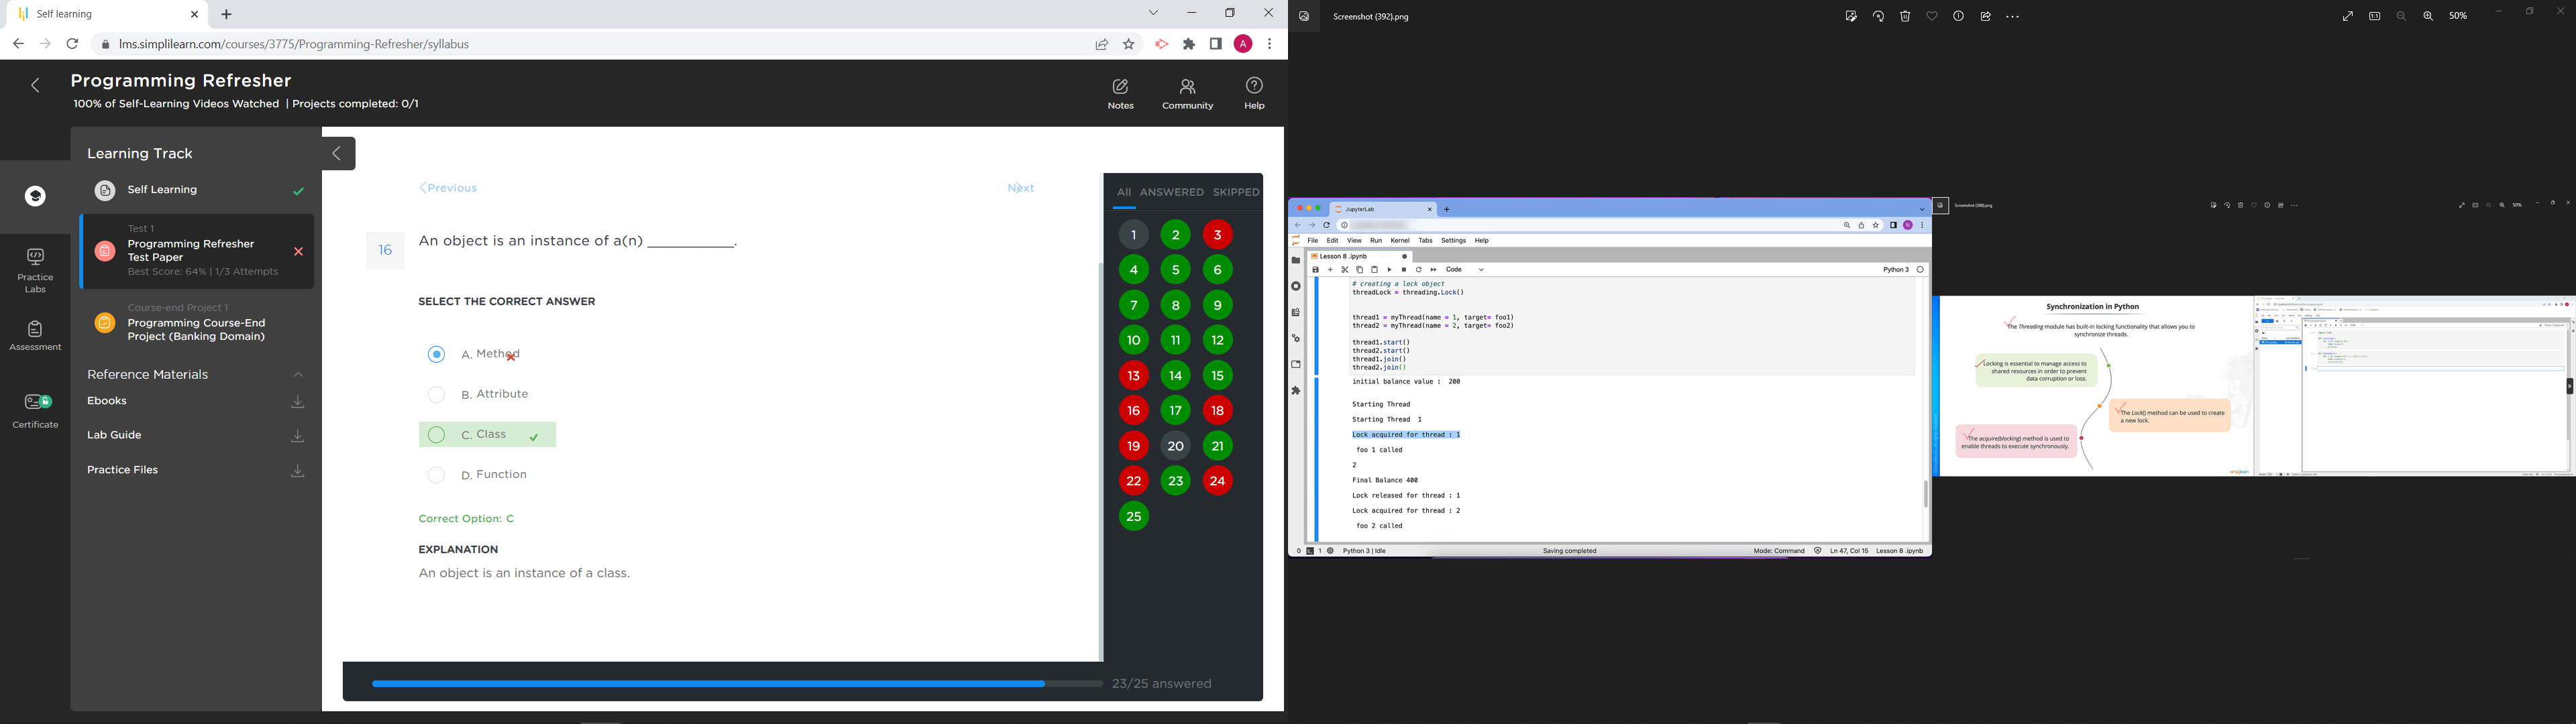 Self learning
lms.simplilearn.com/courses/3775/Programming-Refresher/syllabus
A
Programming Refresher
100% of Self-Learning Videos Watched | Projects completed: 0/1
Notes
Community
Help
Learning Track
Self Learning
Test 1
Programming Refresher
Test Paper
Best Score: 64% | 1/3 Attempts
Course-end Project 1
Programming Course-End
Project (Banking Domain)
Reference Materials
Ebooks
Lab Guide
Practice Files
Practice
Labs
Assessment
Certificate
Previous
Next
16
An object is an instance of a(n) ____________.
SELECT THE CORRECT ANSWER
A. Method
B. Attribute
C. Class
D. Function
Correct Option: C
EXPLANATION
An object is an instance of a class.
All ANSWERED SKIPPED
1 2 3
4 5 6
7 8 9
10 11 12
13 14 15
16 17 18
19 20 21
22 23 24
25
23/25 answered
Screenshot (392).png
50%
JupyterLab
N
File Edit View Run Kernel Tabs Settings Help
Lesson 8 .ipynb
Code
Python 3
# creating a lock object
threadLock = threading.Lock()
thread1 = myThread(name = 1, target= foo1)
thread2 = myThread(name = 2, target= foo2)
thread1.start()
thread2.start()
thread1.join()
thread2.join()
initial balance value : 200
Starting Thread
Starting Thread 1
Lock acquired for thread : 1
foo 1 called
2
Final Balance 400
Lock released for thread : 1
Lock acquired for thread : 2
foo 2 called
0 1 Python 3 | Idle
Saving completed
Mode: Command
Ln 47, Col 15
Lesson 8 .ipynb
50%
Synchronization in Python
The Threading module has built-in locking functionality that allows you to
synchronize threads.
Locking is essential to manage access to
shared resources in order to prevent
data corruption or loss.
The Lock() method can be used to create
a new lock.
The acquire(blocking) method is used to
enable threads to execute synchronously.
simplilearn